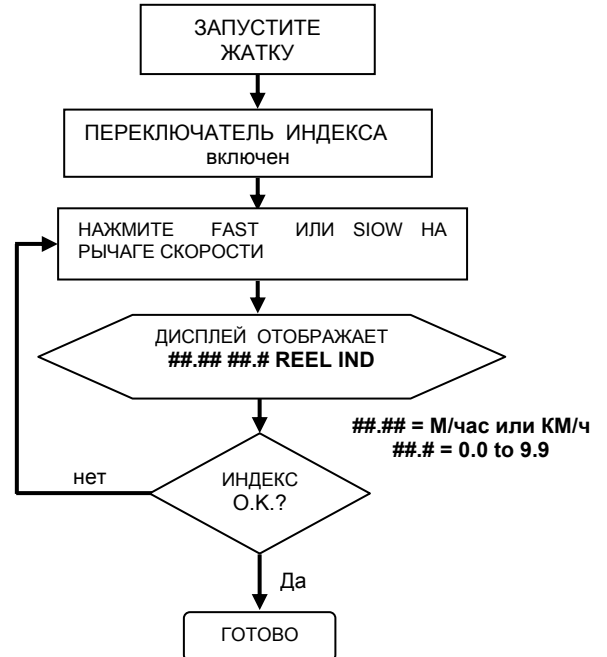 ЗАПУСТИТЕ
ЖАТКУ
ПЕРЕКЛЮЧАТЕЛЬ ИНДЕКСА
включен
НАЖМИТЕ FAST ИЛИ SIOW НА
РЫЧАГЕ СКОРОСТИ
ДИСПЛЕЙ ОТОБРАЖАЕТ
##.## ##.# REEL IND
##.## = М/час или КМ/ч
##.# = 0.0 to 9.9
нет
ИНДЕКС
O.K.?
Да
ГОТОВО